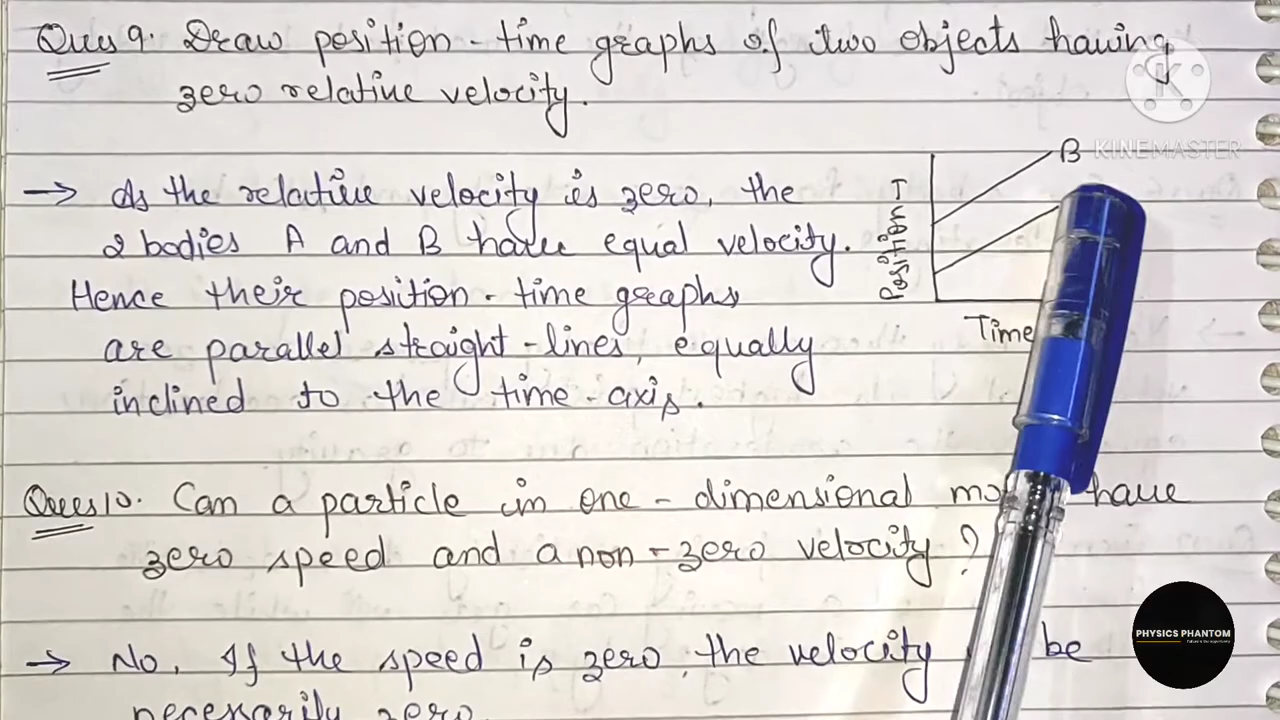 Ques 9. Draw position - time graphs of two objects having
zero relative velocity.
KINEMASTER
B
→ As the relative velocity is zero, the
2 bodies A and B have equal velocity.
Hence their position - time graphs
are parallel straight - lines, equally
inclined to the time - axis.
Position →
Time
Ques 10. Can a particle in one - dimensional have
zero speed and a non - zero velocity?
→ No, If the speed is zero, the velocity be
necessarily zero.
PHYSICS PHANTOM